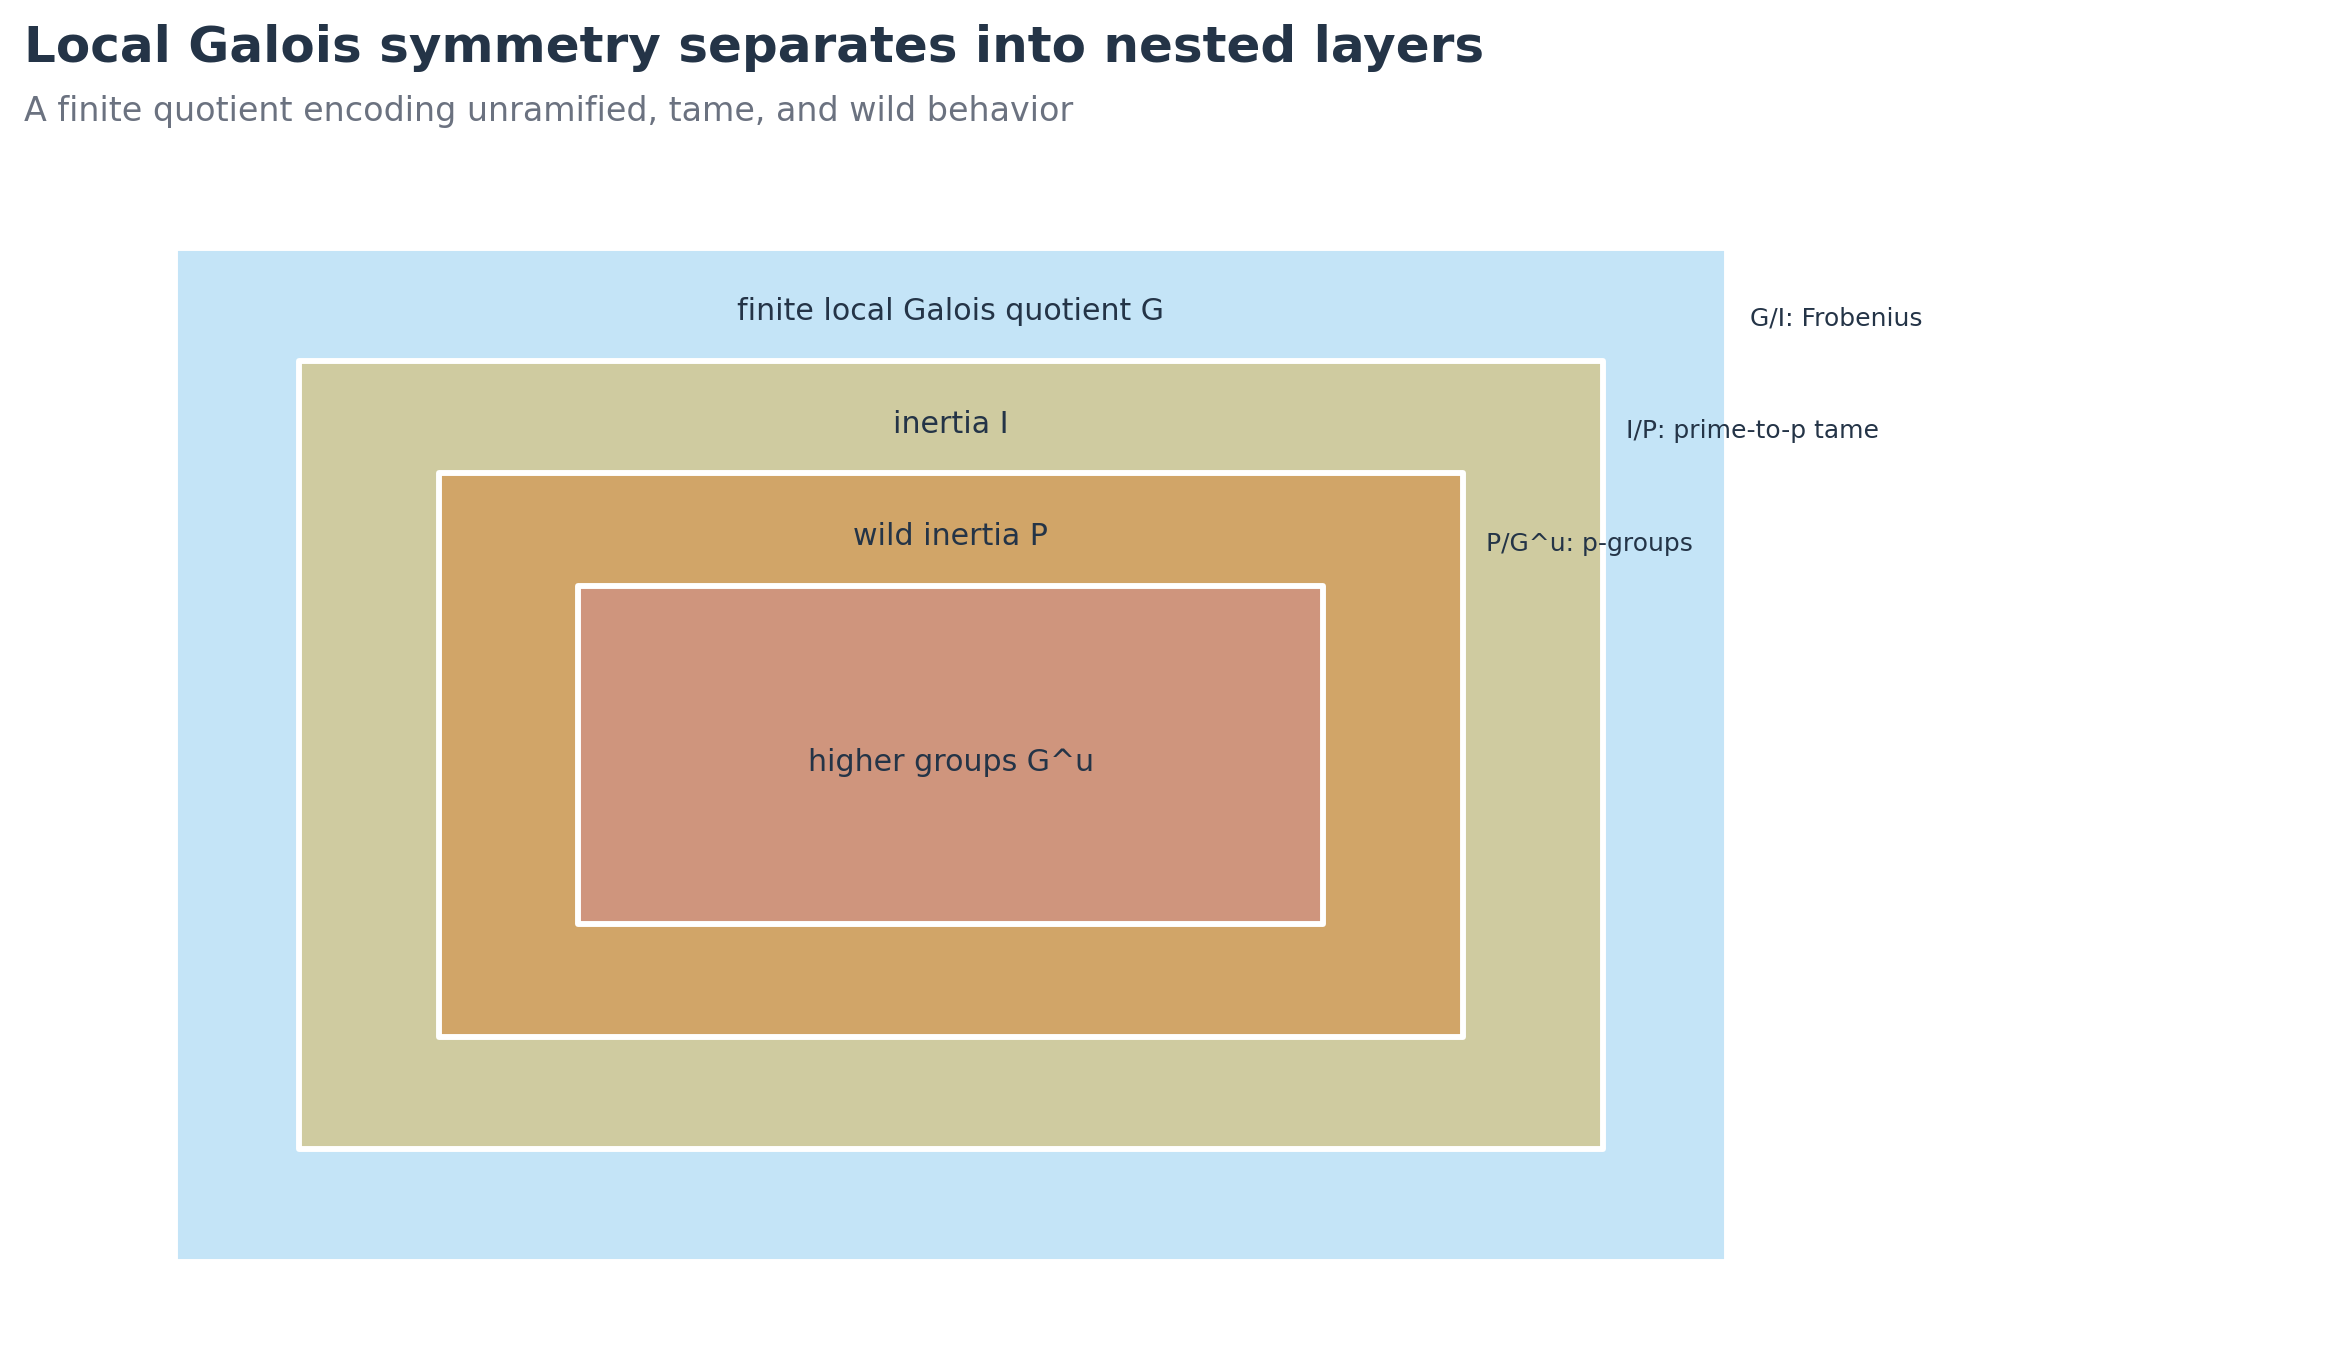 Local Galois symmetry separates into nested layers
A finite quotient encoding unramified, tame, and wild behavior
finite local Galois quotient G
G/I: Frobenius
inertia I
I/P: prime-to-p tame
wild inertia P
P/G^u: p-groups
higher groups G^u